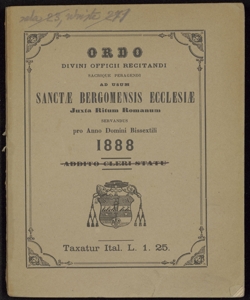 ORDO
DIVINI OFFICII RECITANDI
SACRIQUE PERAGENDI
AD USUM
SANCTÆ BERGOMENSIS ECCLESIÆ
Juxta Ritum Romanum
SERVANDUS
pro Anno Domini Bissextili
1888
ADDITO CLERI STATU
Taxatur Ital. L. 1. 25.